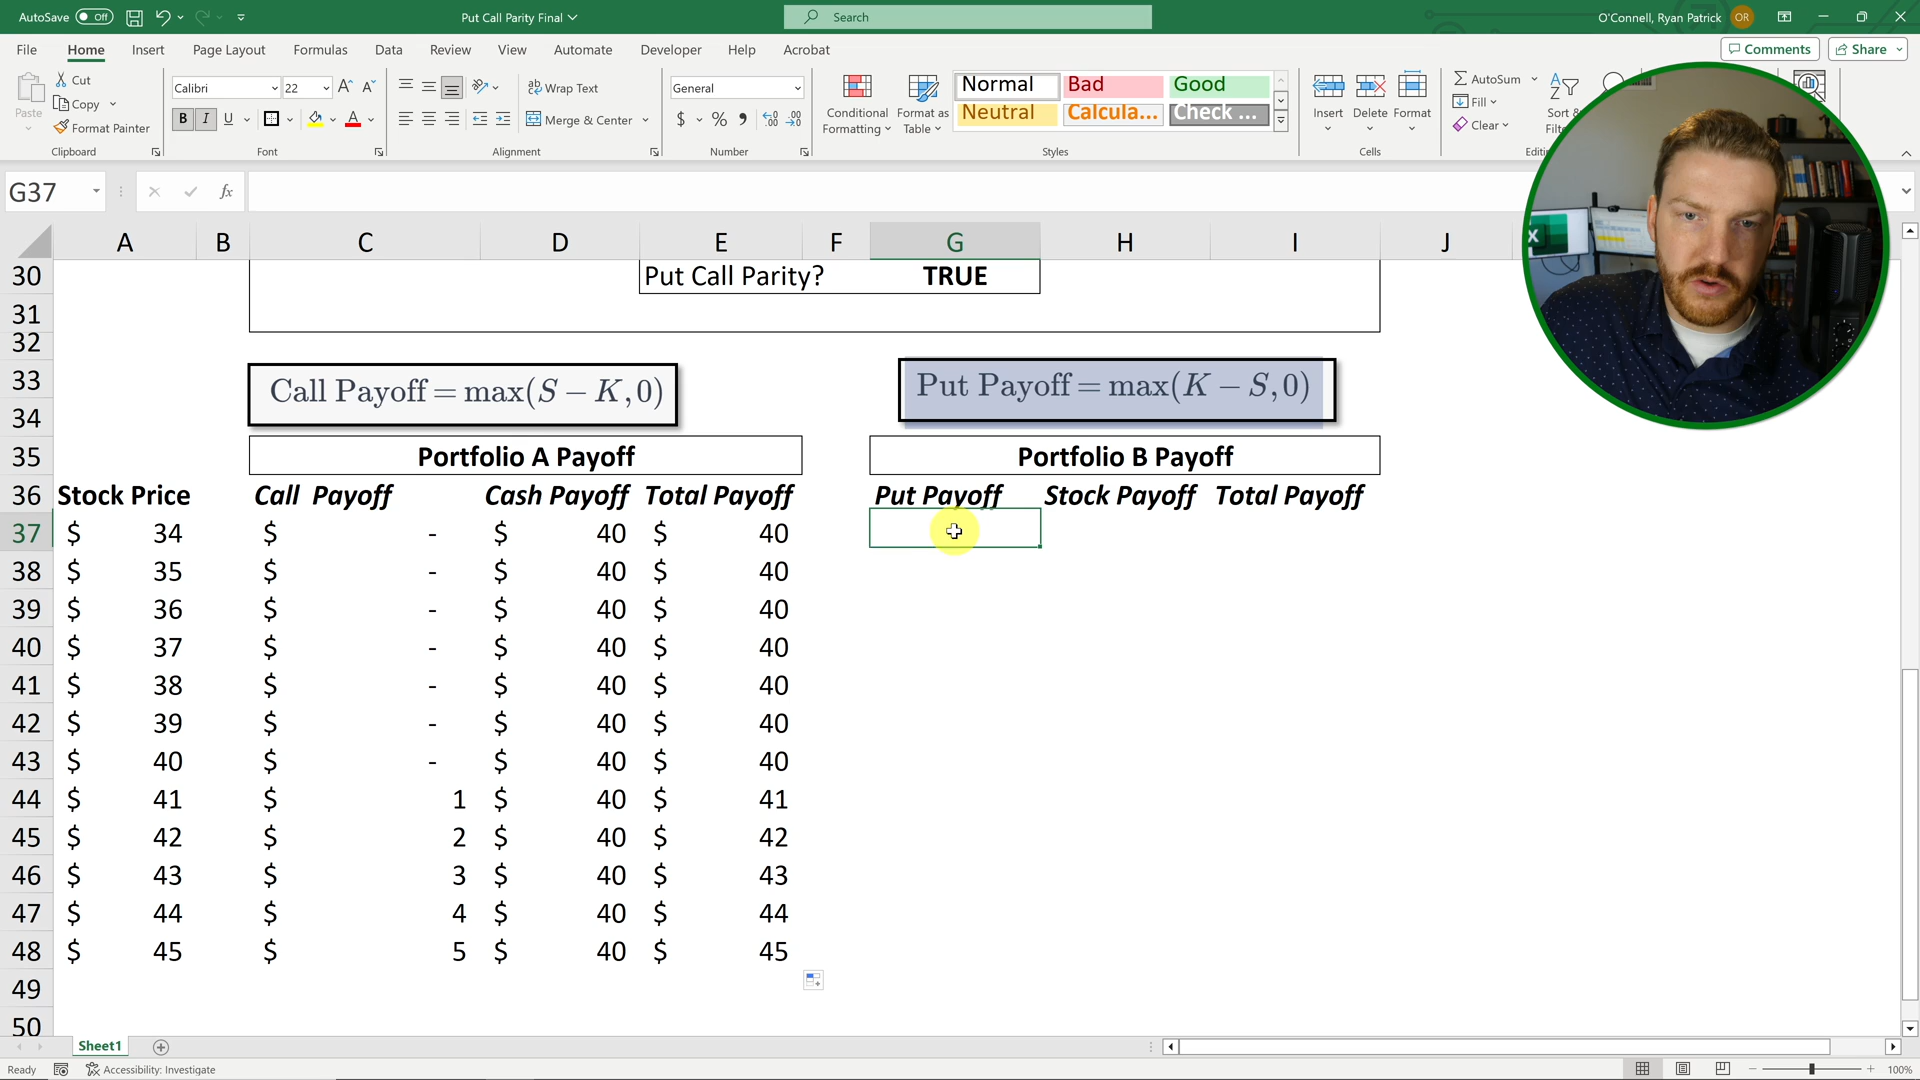 AutoSave Off Put Call Parity Final Search O'Connell, Ryan Patrick OR
File Home Insert Page Layout Formulas Data Review View Automate Developer Help Acrobat Comments Share
Paste Cut Copy Format Painter
Calibri 22
B I U
Wrap Text
Merge & Center
General
$ % 9
Conditional Formatting Format as Table
Normal Bad Good
Neutral Calcula... Check ...
Insert Delete Format
AutoSum
Fill
Clear
Sort &
Clipboard Font Alignment Number Styles Cells
G37 fx
A B C D E F G H I J
30 Put Call Parity? TRUE
31
32
33 Call Payoff = max(S − K, 0) Put Payoff = max(K − S, 0)
34
35 Portfolio A Payoff Portfolio B Payoff
36 Stock Price Call Payoff Cash Payoff Total Payoff Put Payoff Stock Payoff Total Payoff
37 $ 34 $ - $ 40 $ 40
38 $ 35 $ - $ 40 $ 40
39 $ 36 $ - $ 40 $ 40
40 $ 37 $ - $ 40 $ 40
41 $ 38 $ - $ 40 $ 40
42 $ 39 $ - $ 40 $ 40
43 $ 40 $ - $ 40 $ 40
44 $ 41 $ 1 $ 40 $ 41
45 $ 42 $ 2 $ 40 $ 42
46 $ 43 $ 3 $ 40 $ 43
47 $ 44 $ 4 $ 40 $ 44
48 $ 45 $ 5 $ 40 $ 45
49
50
Sheet1
Ready Accessibility: Investigate 100%